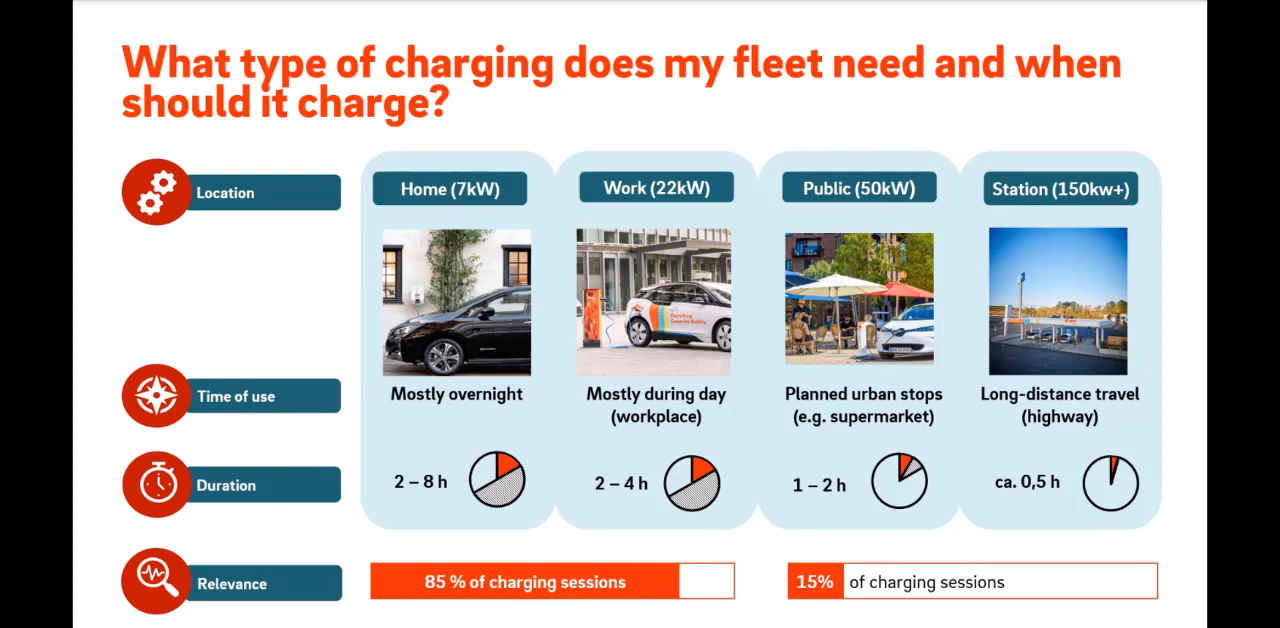 What type of charging does my fleet need and when
should it charge?
Location
Home (7kW)
Work (22kW)
Public (50kW)
Station (150kw+)
Electrifying
Corporate Mobility
Time of use
Mostly overnight
Mostly during day
(workplace)
Planned urban stops
(e.g. supermarket)
Long-distance travel
(highway)
Duration
2 – 8 h
2 – 4 h
1 – 2 h
ca. 0,5 h
Relevance
85 % of charging sessions
15% of charging sessions